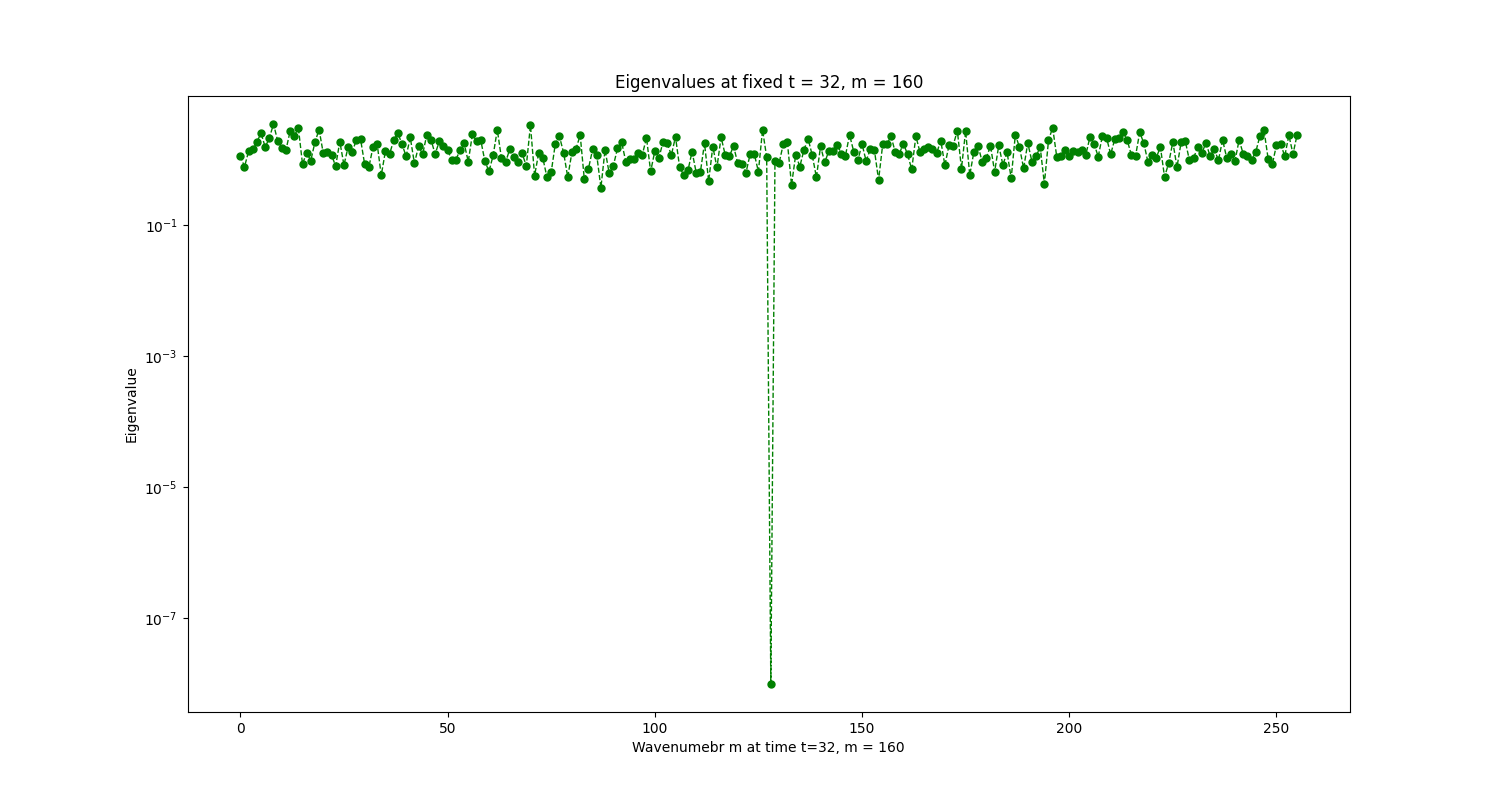 Eigenvalues at fixed t = 32, m = 160
10⁻¹
10⁻³
10⁻⁵
10⁻⁷
Eigenvalue
0 50 100 150 200 250
Wavenumebr m at time t=32, m = 160